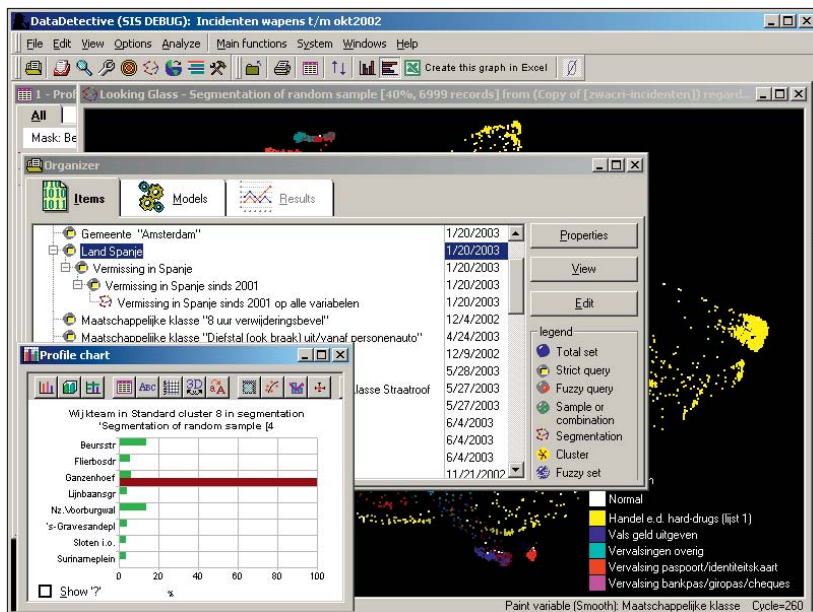 DataDetective (SIS DEBUG): Incidenten wapens t/m okt2002
File Edit View Options Analyze Main functions System Windows Help
Create this graph in Excel
1 - Prof
Looking Glass - Segmentation of random sample [40%, 6999 records] from (Copy of [zwacri-incidenten]) regard...
All
Mask: Be
Organizer
Items Models Results
Gemeente "Amsterdam" 1/20/2003
Land Spanje 1/20/2003
Vermissing in Spanje 1/20/2003
Vermissing in Spanje sinds 2001 1/20/2003
Vermissing in Spanje sinds 2001 op alle variabelen 1/20/2003
Maatschappelijke klasse "8 uur verwijderingsbevel" 12/4/2002
Maatschappelijke klasse "Diefstal (ook braak) uit/vanaf personenauto" 4/24/2003
12/9/2002
5/28/2003
klasse Straatroof 5/27/2003
5/27/2003
6/4/2003
6/4/2003
6/4/2003
11/21/2002
Properties
View
Edit
legend
Total set
Strict query
Fuzzy query
Sample or
combination
Segmentation
Cluster
Fuzzy set
Profile chart
ABC 3D
Wijkteam in Standard cluster 8 in segmentation
'Segmentation of random sample [4
Beursstr
Flierbosdr
Ganzenhoef
Lijnbaansgr
Nz.Voorburgwal
's-Gravesandepl
Sloten i.o.
Surinameplein
0 20 40 60 80 100
%
Show '?'
Normal
Handel e.d. hard-drugs (lijst 1)
Vals geld uitgeven
Vervalsingen overig
Vervalsing paspoort/identiteitskaart
Vervalsing bankpas/giropas/cheques
Paint variable (Smooth): Maatschappelijke klasse Cycle=260